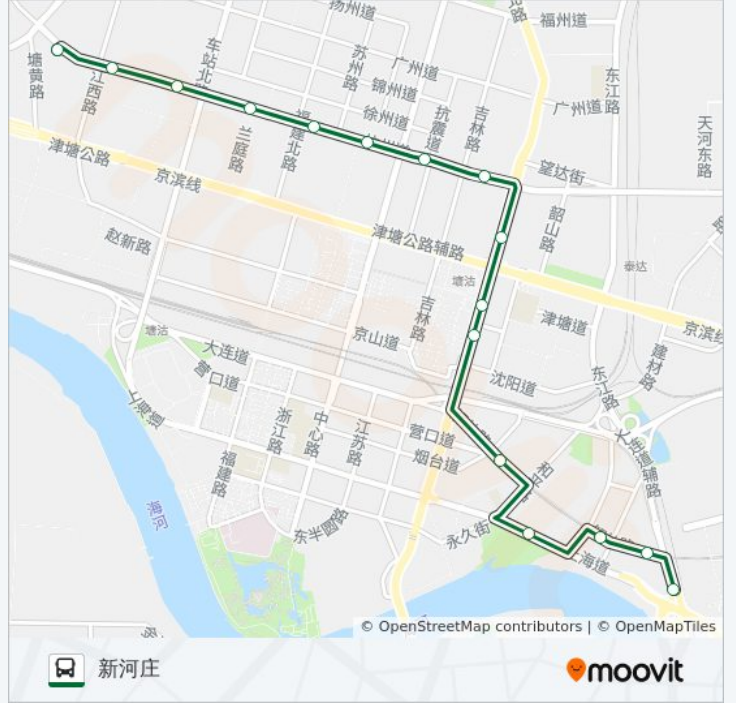 扬州道
北路
福州道
车站北路
苏州路
广州道
东江路
塘黄路
江西路
锦州道
广州道
抗震道
吉林路
徐州道
福建北路
天河东路
兰庭路
津塘公路
京滨线
望达街
韶山路
赵新路
津塘公路辅路
泰达
塘沽
吉林路
津塘道
京滨线
塘沽
京山道
建材路
大连道
沈阳道
营口道
东江路
上海道
浙江路
中心路
江苏路
营口道
烟台道
大连道辅路
福建路
海河
东半圆路
永久街
上海道
© OpenStreetMap contributors | © OpenMapTiles
新河庄
moovit